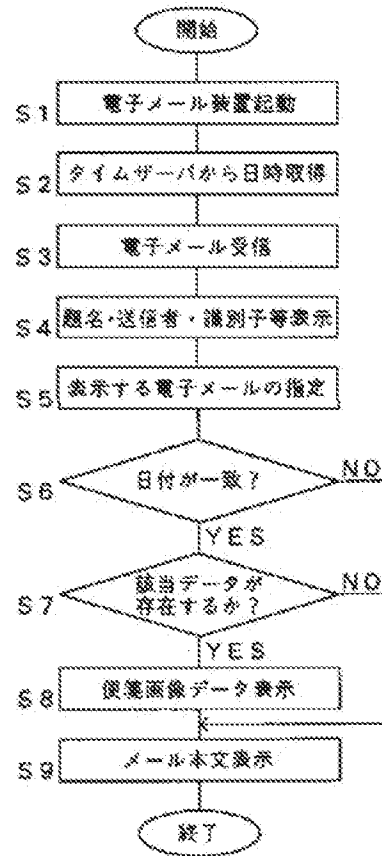 開始
S1 電子メール装置起動
S2 タイムサーバから日時取得
S3 電子メール受信
S4 題名・送信者・識別子等表示
S5 表示する電子メールの指定
S6 日付が一致? NO
YES
S7 該当データが
存在するか? NO
YES
S8 便箋画像データ表示
S9 メール本文表示
終了